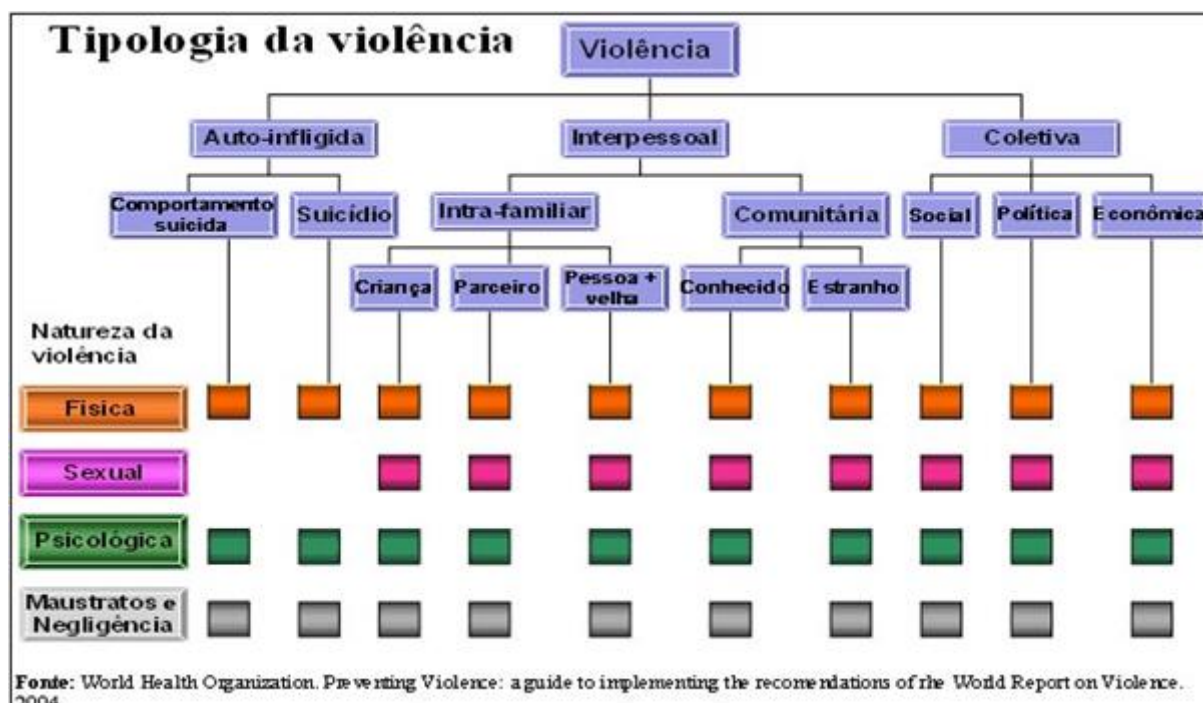 Tipologia da violência
Violência
Auto-infligida
Interpessoal
Coletiva
Comportamento
suicida
Suicídio
Intra-familiar
Comunitária
Social
Política
Econômica
Criança
Parceiro
Pessoa +
velha
Conhecido
Estranho
Natureza da
violência
Física
Sexual
Psicológica
Maustratos e
Negligência
Fonte: World Health Organization. Preventing Violence: a guide to implementing the recomendations of rhe World Report on Violence.
2004